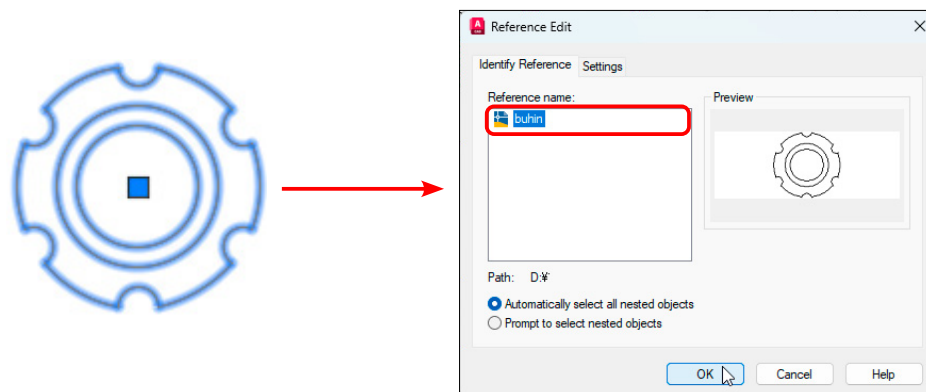 Reference Edit
Identify Reference
Settings
Reference name:
buhin
Preview
Path: D:¥
Automatically select all nested objects
Prompt to select nested objects
OK
Cancel
Help